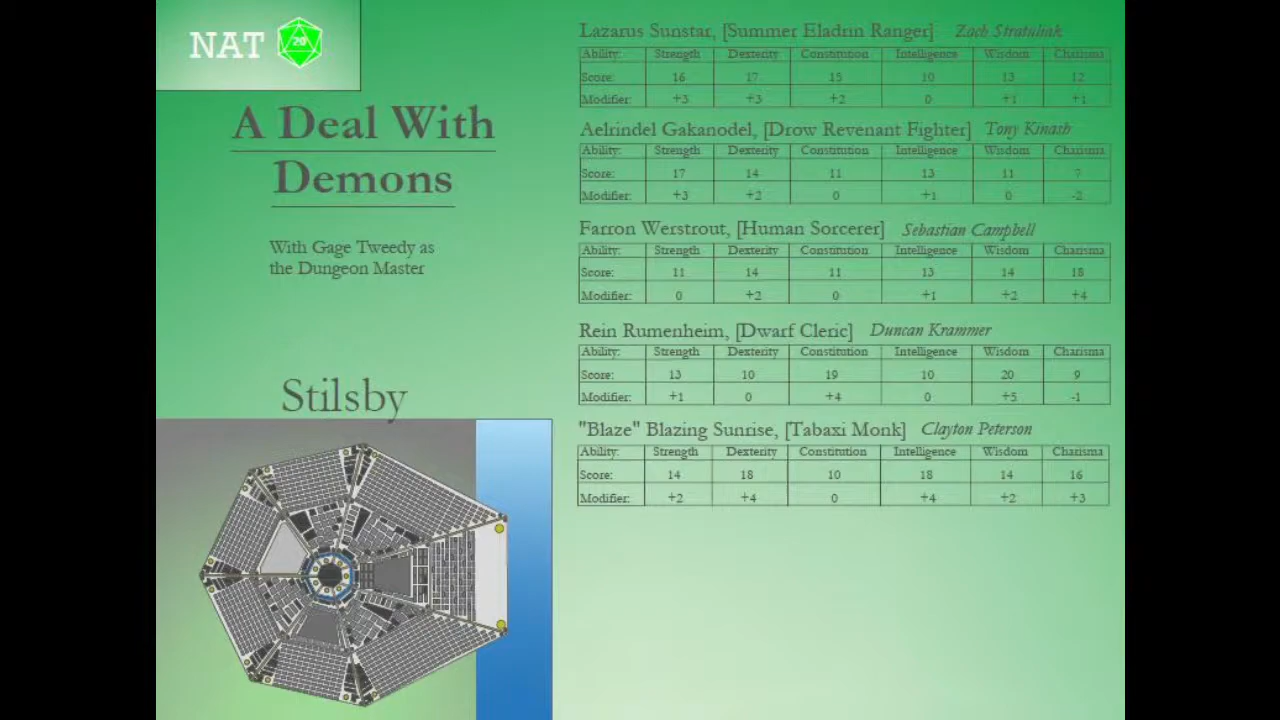 NAT 20
A Deal With
Demons
With Gage Tweedy as
the Dungeon Master
Stilsby
Lazarus Sunstar, [Summer Eladrin Ranger] Zach Stratuliak
Ability: Strength Dexterity Constitution Intelligence Wisdom Charisma
Score: 16 17 15 10 13 12
Modifier: +3 +3 +2 0 +1 +1
Aelrindel Gakanodel, [Drow Revenant Fighter] Tony Kinash
Ability: Strength Dexterity Constitution Intelligence Wisdom Charisma
Score: 17 14 11 13 11 7
Modifier: +3 +2 0 +1 0 -2
Farron Werstrout, [Human Sorcerer] Sebastian Campbell
Ability: Strength Dexterity Constitution Intelligence Wisdom Charisma
Score: 11 14 11 13 14 18
Modifier: 0 +2 0 +1 +2 +4
Rein Rumenheim, [Dwarf Cleric] Duncan Krammer
Ability: Strength Dexterity Constitution Intelligence Wisdom Charisma
Score: 13 10 19 10 20 9
Modifier: +1 0 +4 0 +5 -1
"Blaze" Blazing Sunrise, [Tabaxi Monk] Clayton Peterson
Ability: Strength Dexterity Constitution Intelligence Wisdom Charisma
Score: 14 18 10 18 14 16
Modifier: +2 +4 0 +4 +2 +3